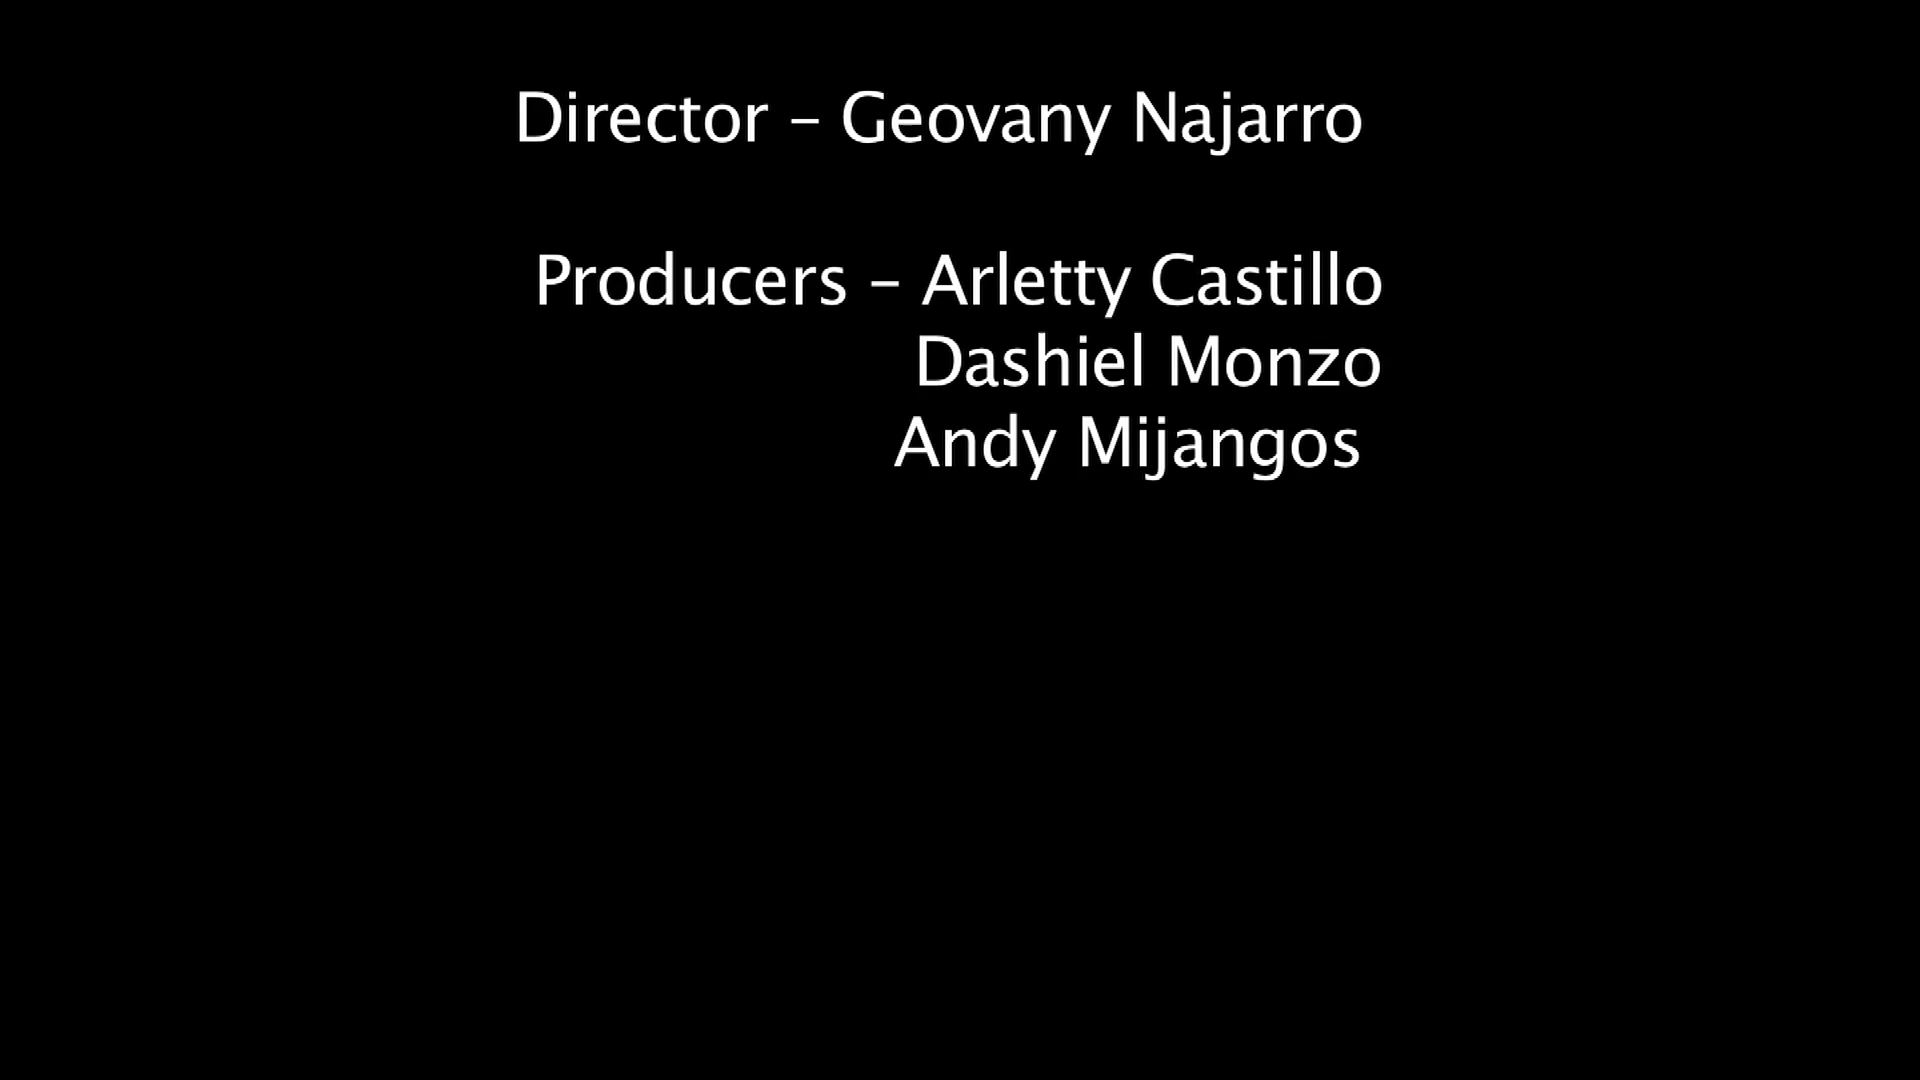 Director – Geovany Najarro
Producers – Arletty Castillo
Dashiel Monzo
Andy Mijangos